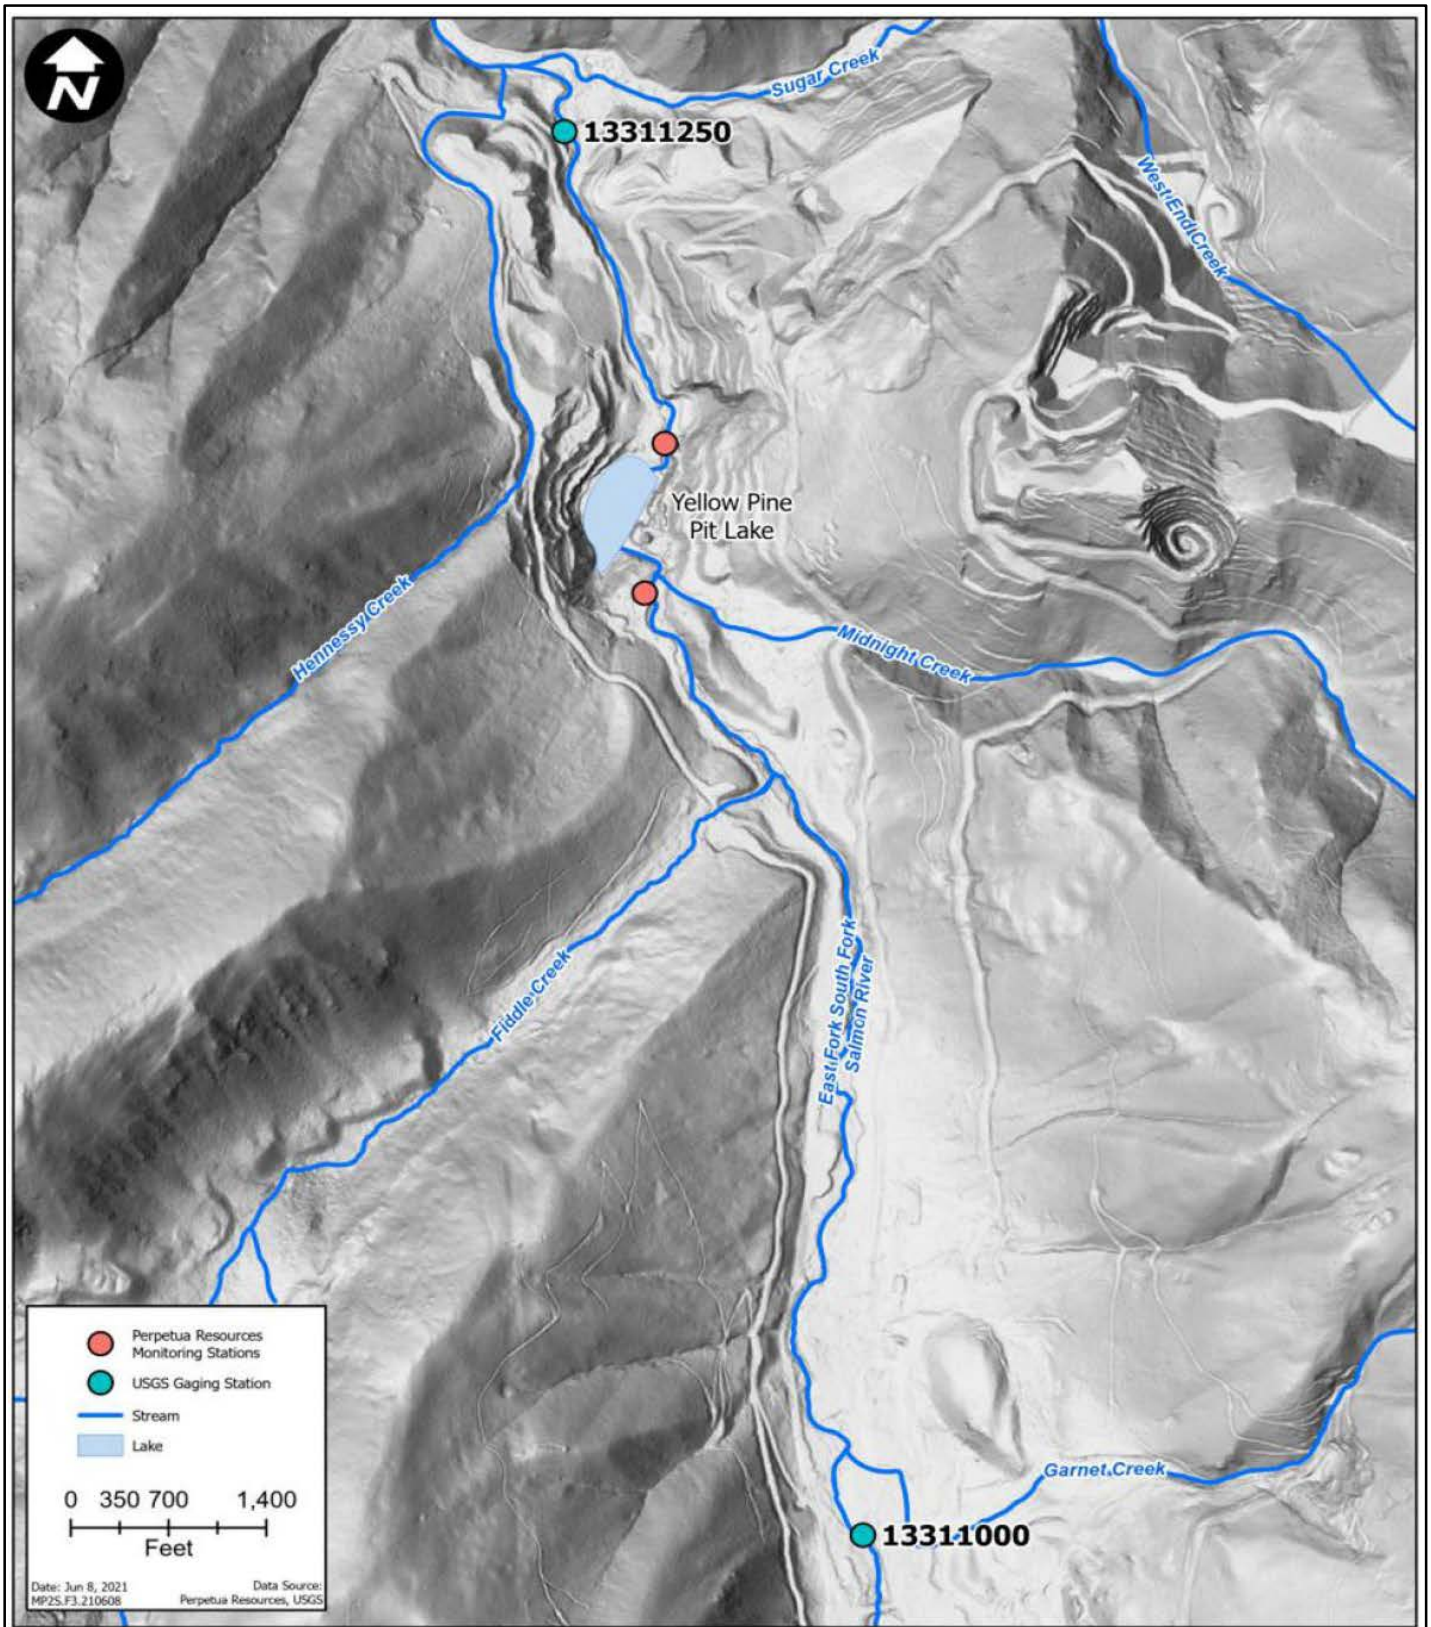 N
Sugar Creek
13311250
West End Creek
Yellow Pine
Pit Lake
Hennessy Creek
Midnight Creek
Fiddle Creek
East Fork South Fork
Salmon River
Garnet Creek
13311000
Perpetua Resources
Monitoring Stations
USGS Gaging Station
Stream
Lake
0 350 700 1,400
Feet
Date: Jun 8, 2021
MP2S.F3.210608
Data Source:
Perpetua Resources, USGS